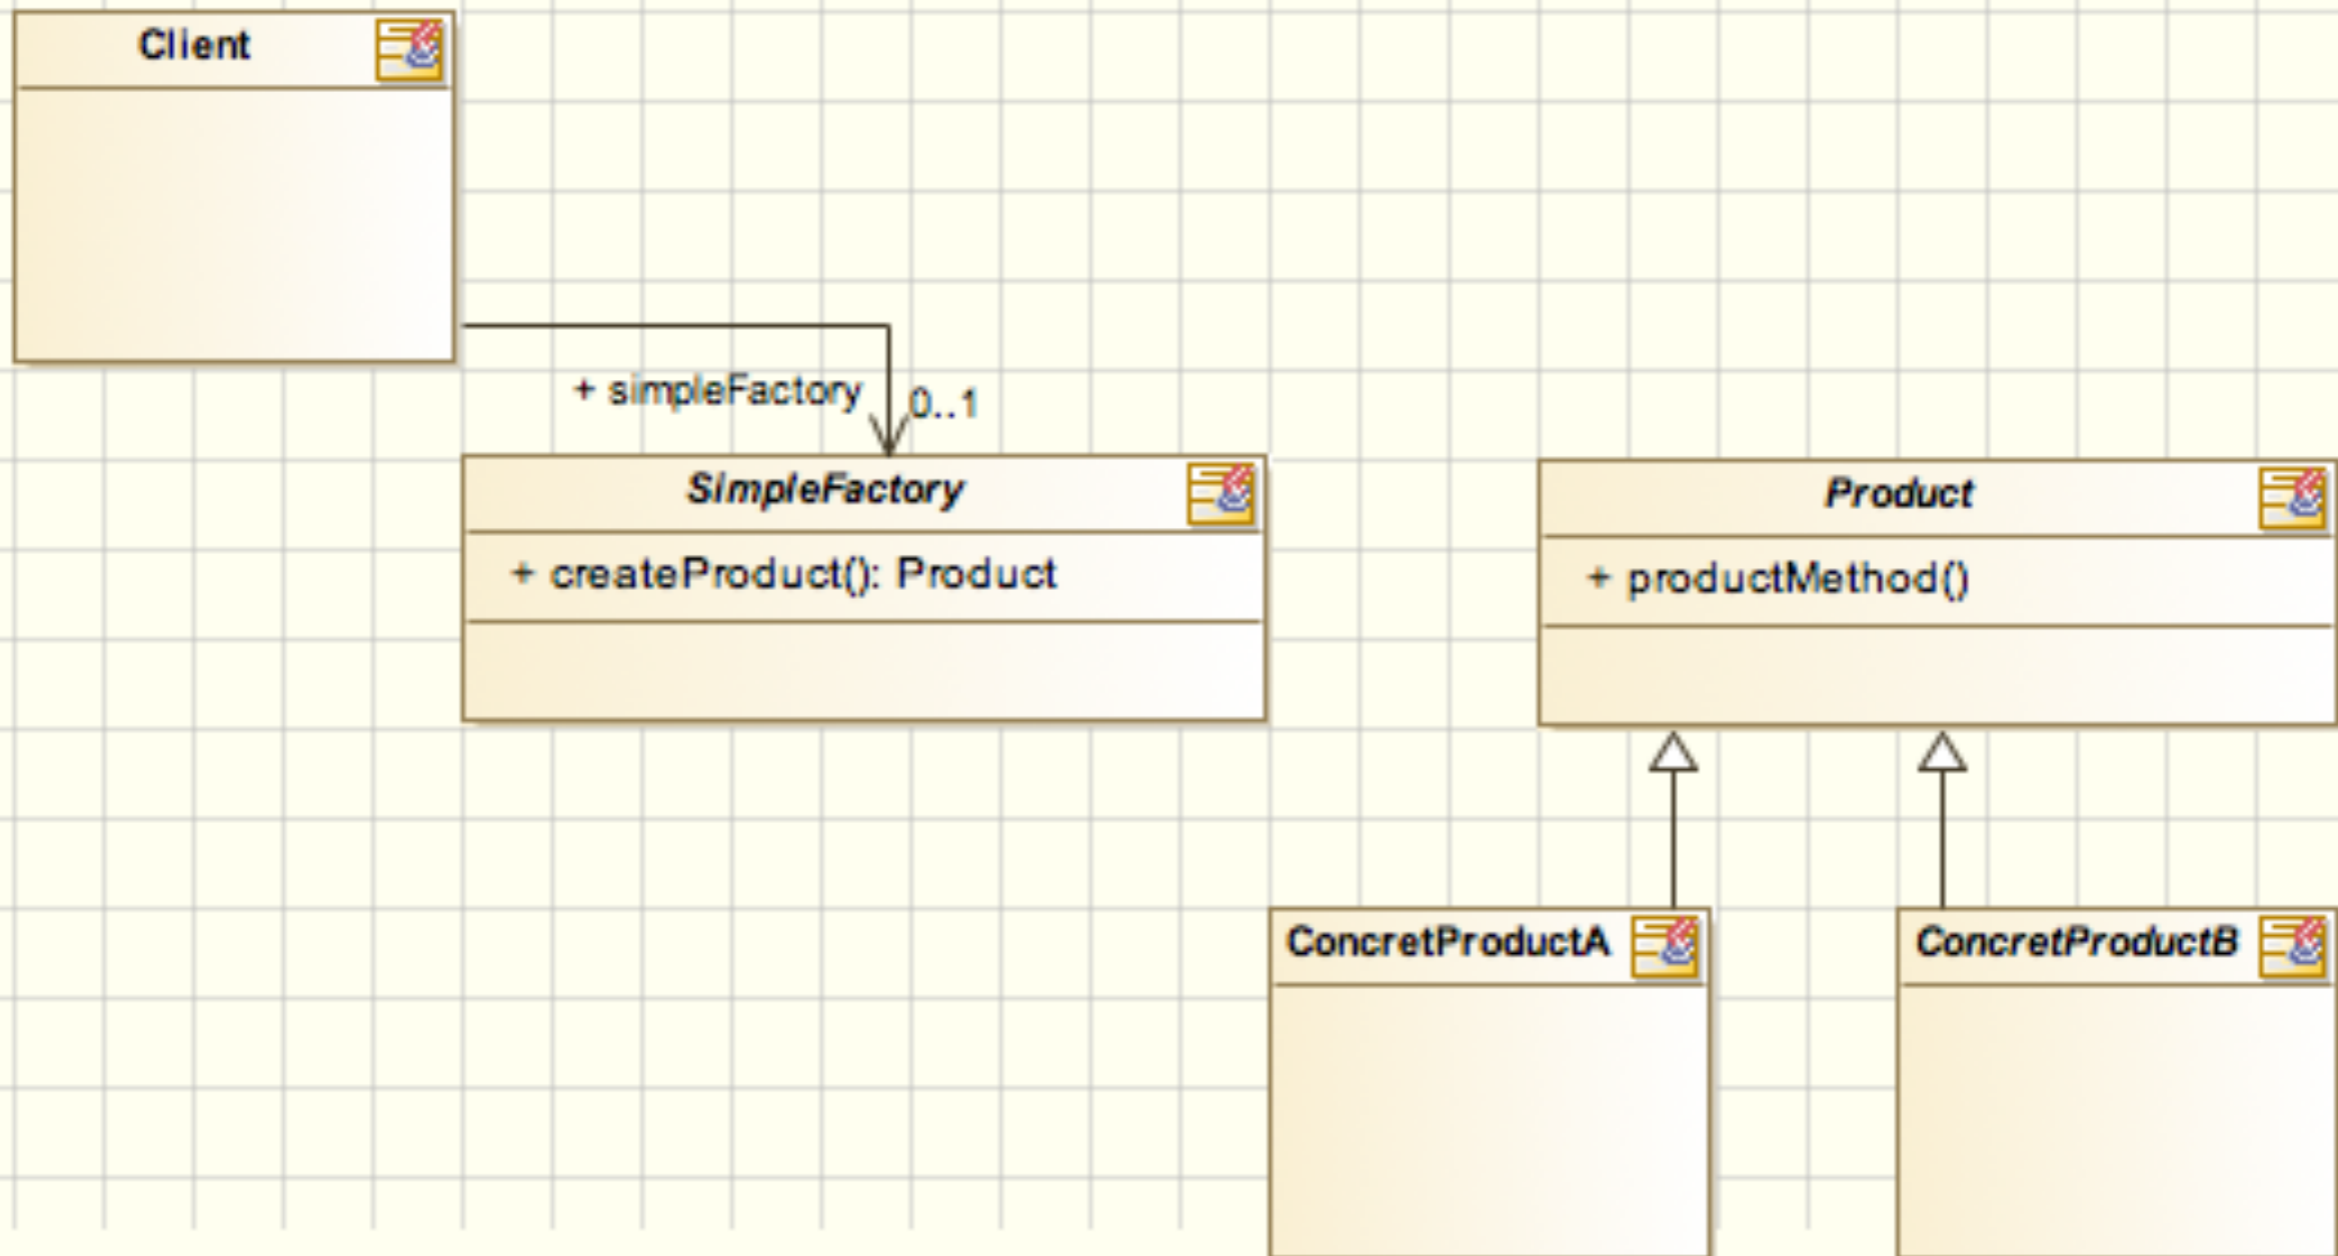 Client
+ simpleFactory
0..1
SimpleFactory
+ createProduct(): Product
Product
+ productMethod()
ConcretProductA
ConcretProductB